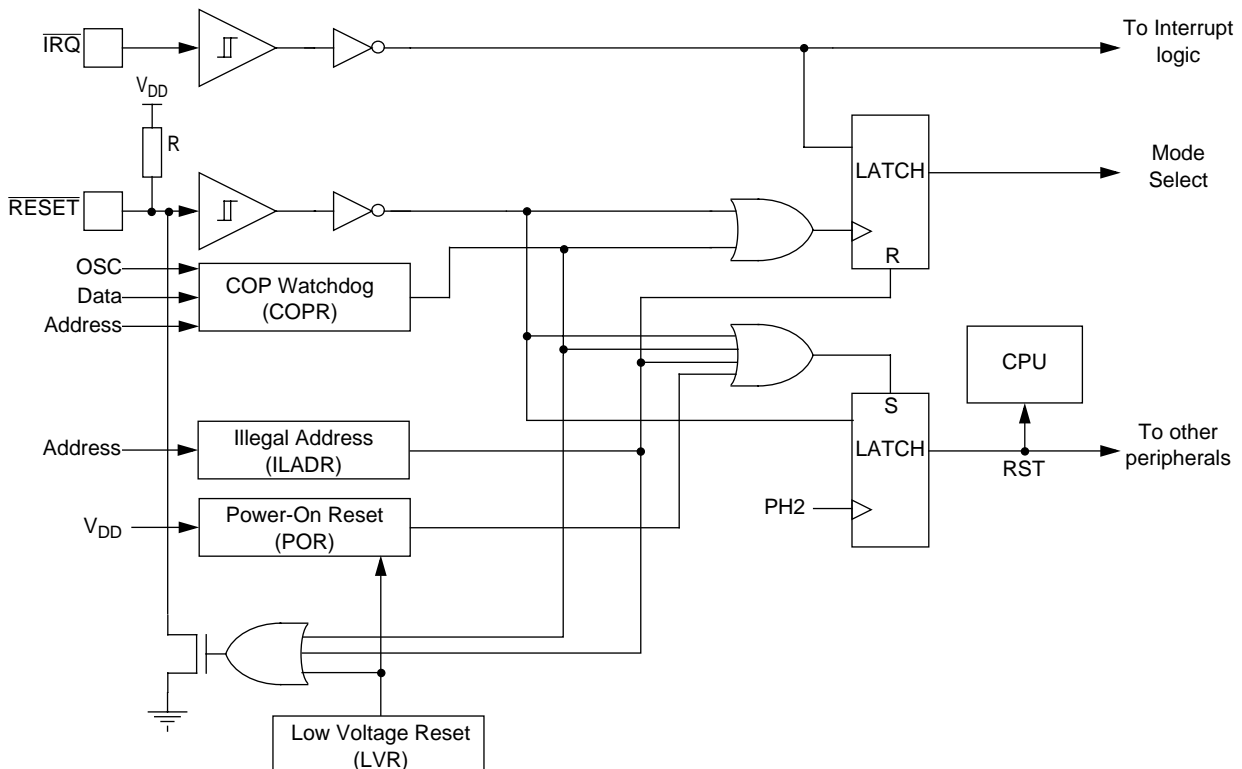 IRQ
To Interrupt
logic
VDD
R
LATCH
Mode
Select
RESET
R
OSC
Data
Address
COP Watchdog
(COPR)
CPU
S
Address
Illegal Address
(ILADR)
LATCH
RST
To other
peripherals
VDD
Power-On Reset
(POR)
PH2
Low Voltage Reset
(LVR)